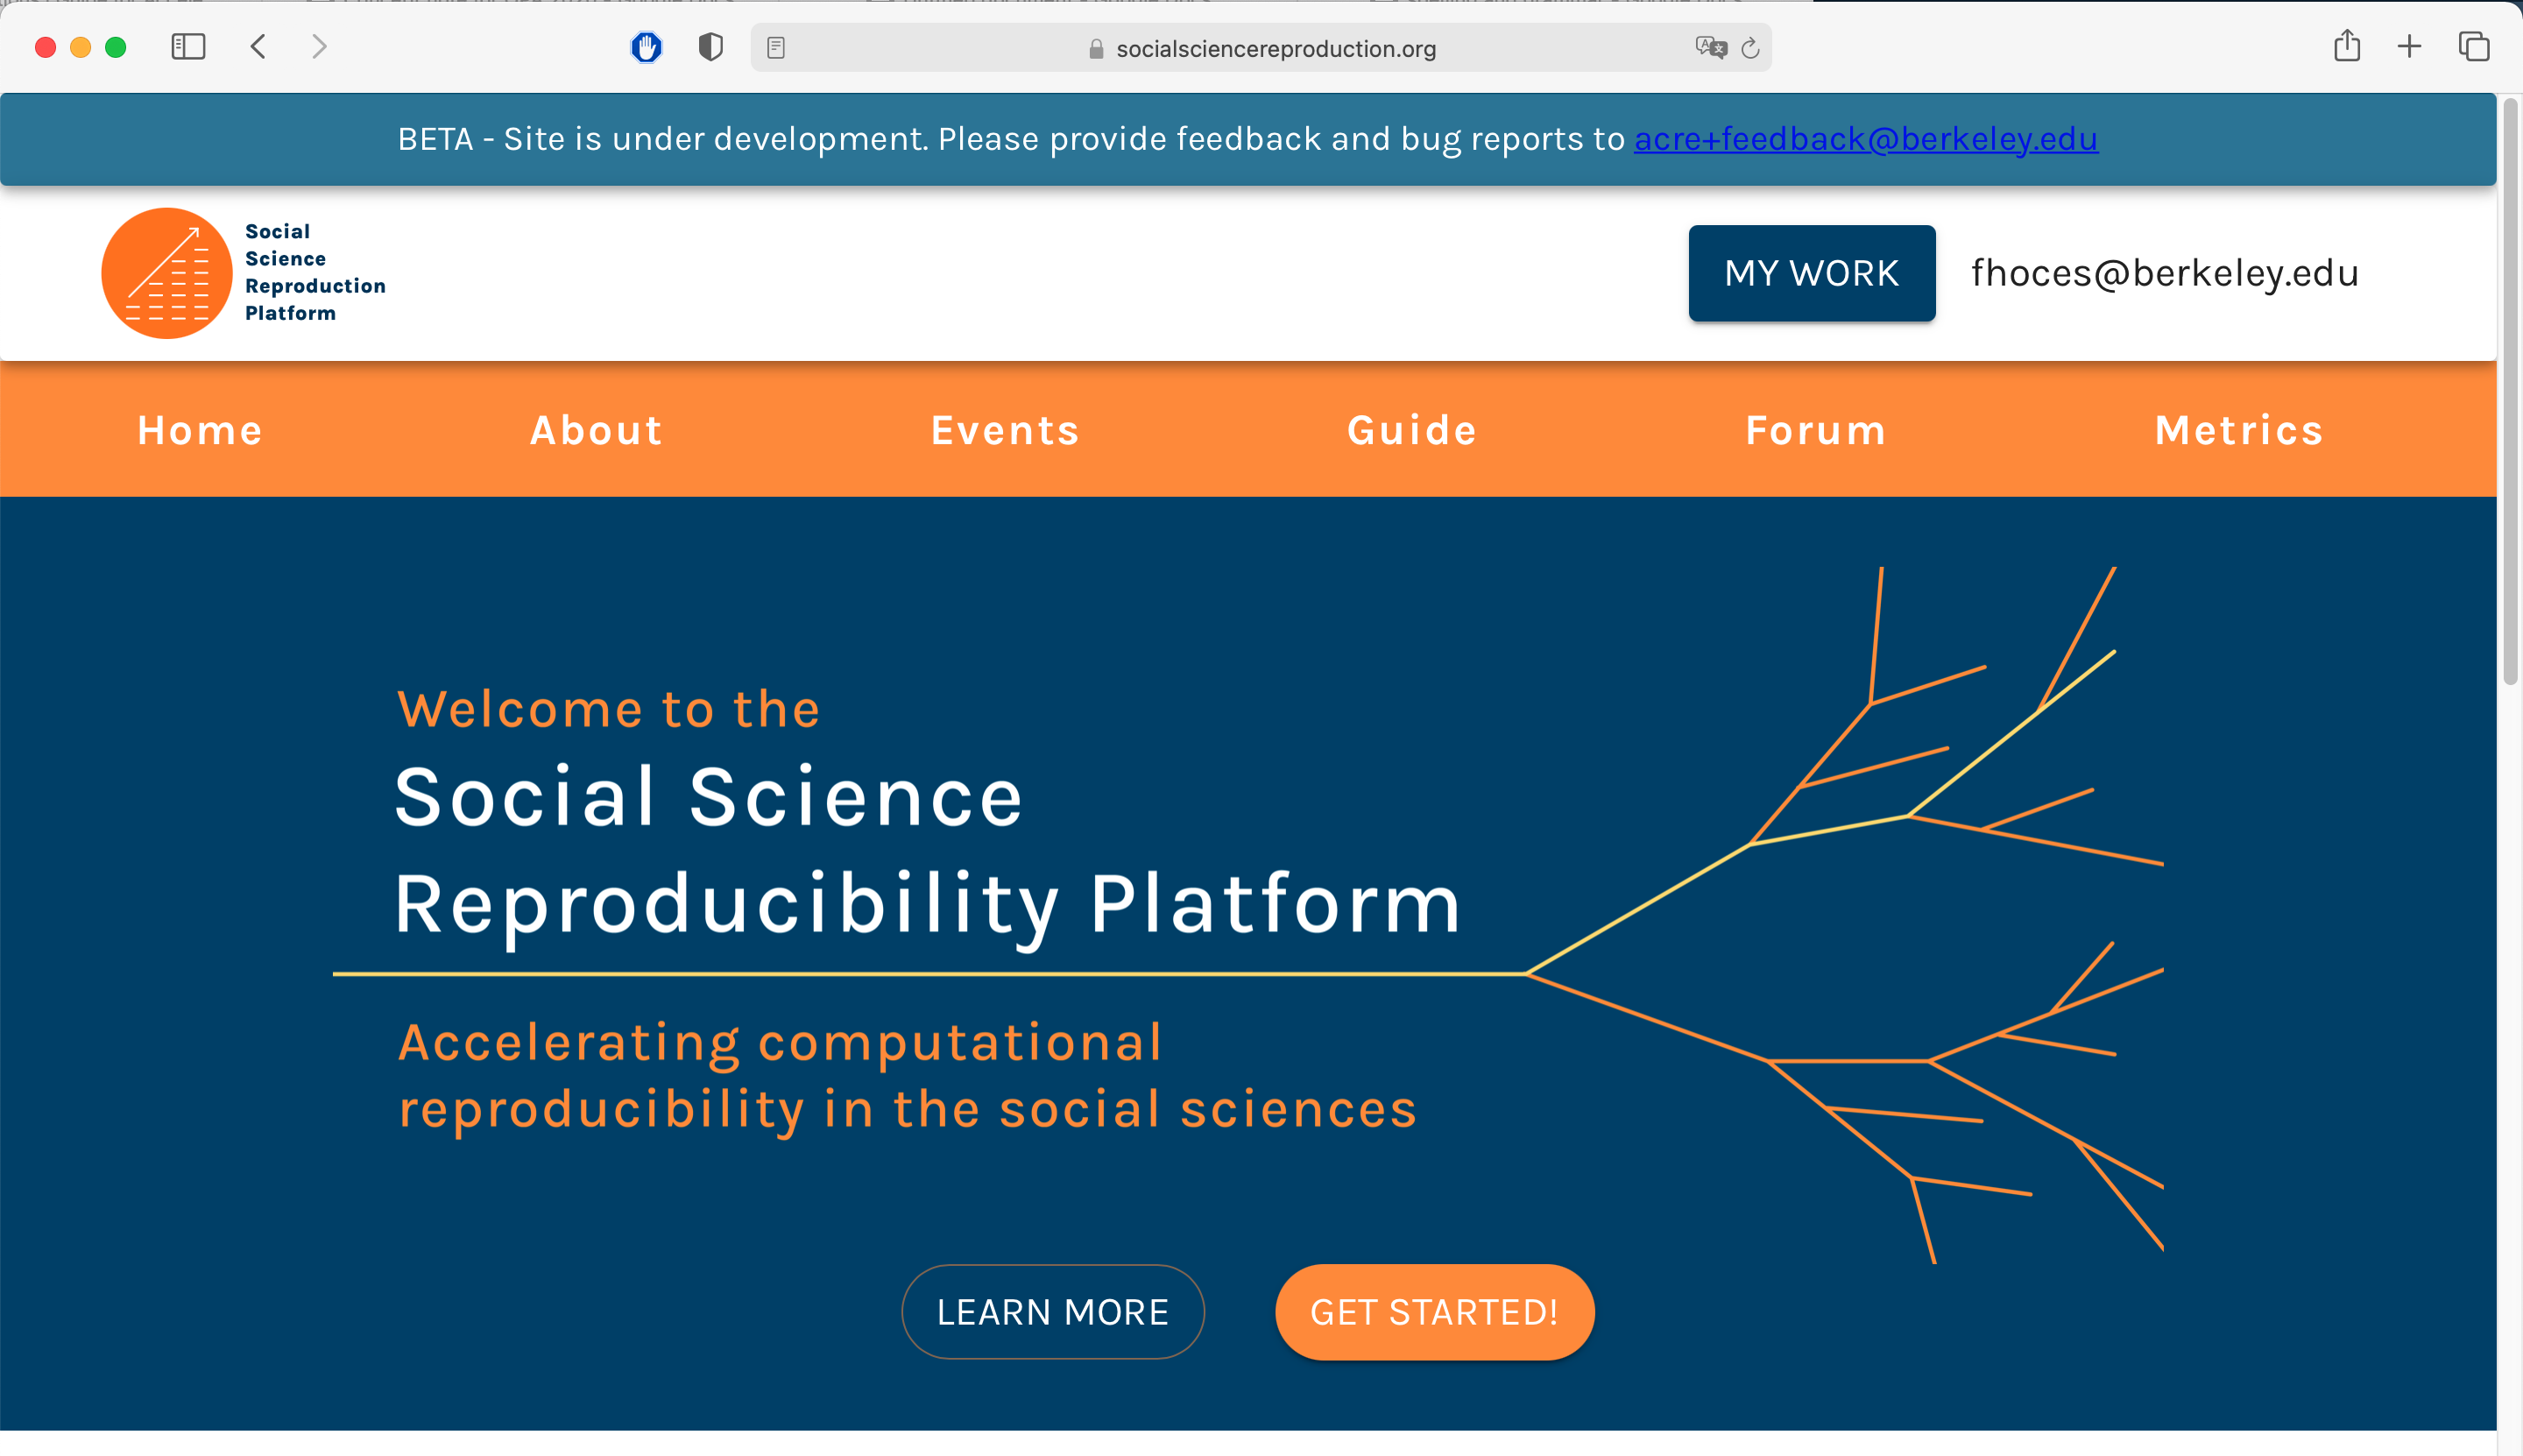 socialsciencereproduction.org
BETA - Site is under development. Please provide feedback and bug reports to acre+feedback@berkeley.edu
Social
Science
Reproduction
Platform
MY WORK fhoces@berkeley.edu
Home About Events Guide Forum Metrics
Welcome to the
Social Science
Reproducibility Platform
Accelerating computational
reproducibility in the social sciences
LEARN MORE GET STARTED!